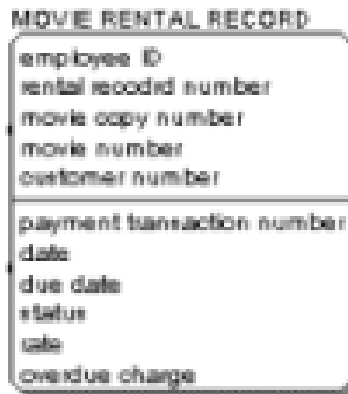 MOVIE RENTAL RECORD
employee ID
rental recodrd number
movie copy number
movie number
customer number
payment transaction number
date
due date
status
rate
overdue charge